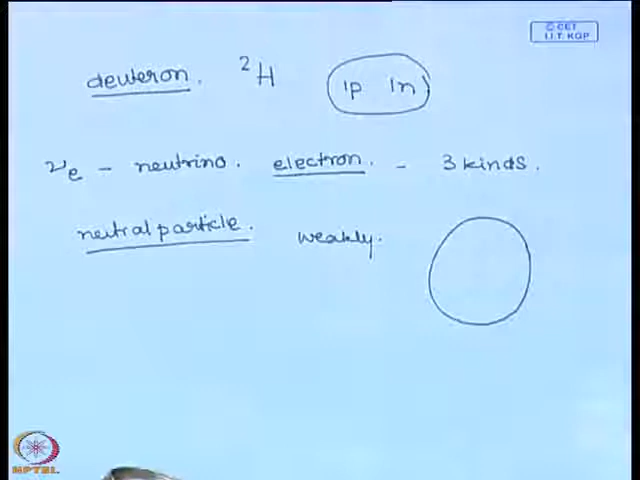 © CET
I.I.T. KGP
deuteron. ²H 1p 1n
νe – neutrino. electron. – 3 kinds.
neutral particle. weakly.
NPTEL